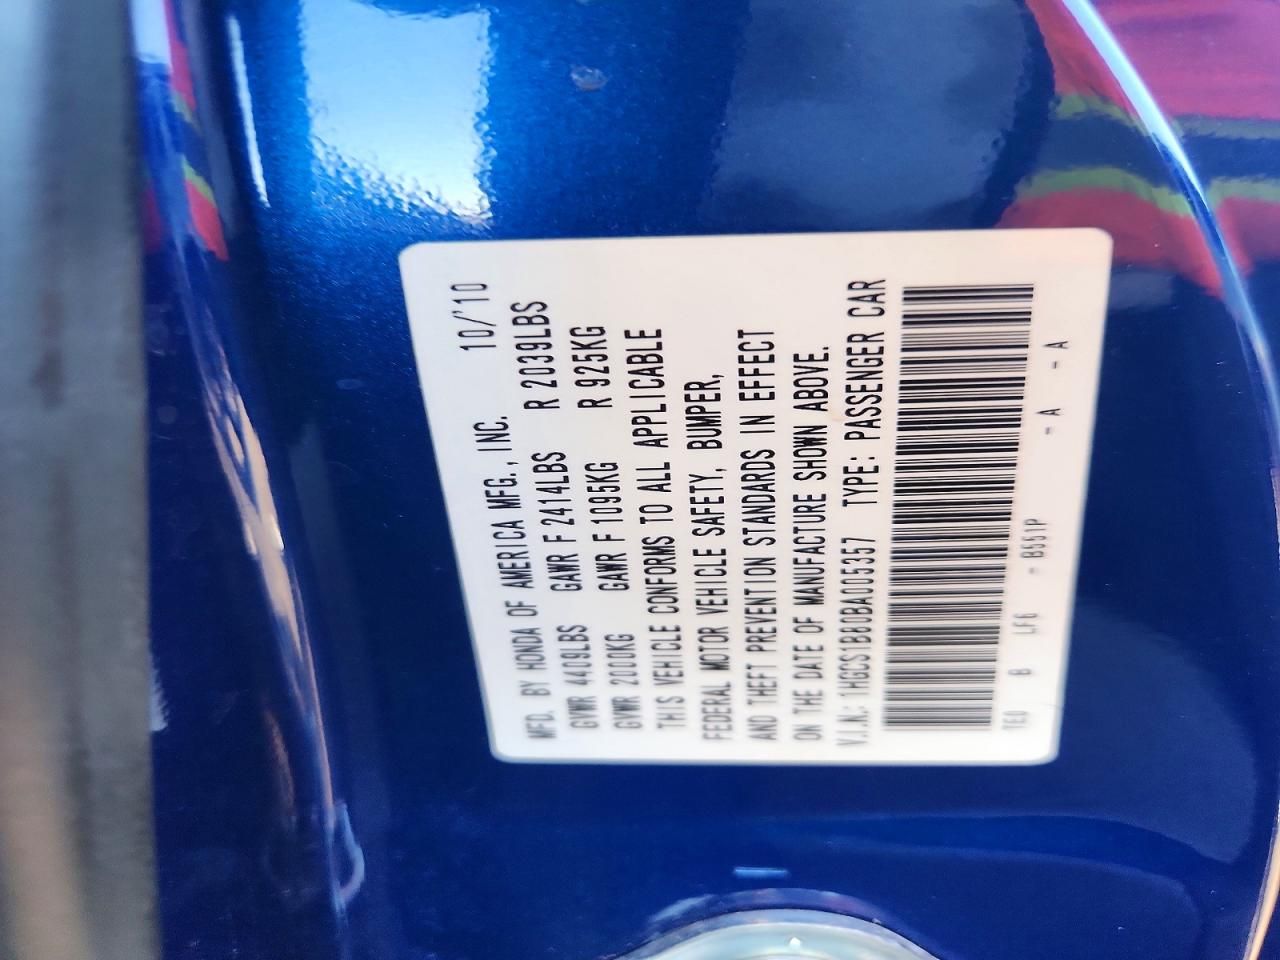 MFD. BY HONDA OF AMERICA MFG., INC. 10/'10
GVWR 4409LBS GAWR F 2414LBS R 2039LBS
GVWR 2000KG GAWR F 1095KG R 925KG
THIS VEHICLE CONFORMS TO ALL APPLICABLE
FEDERAL MOTOR VEHICLE SAFETY, BUMPER,
AND THEFT PREVENTION STANDARDS IN EFFECT
ON THE DATE OF MANUFACTURE SHOWN ABOVE.
V.I.N.: 1HGCS1B80BA005357 TYPE: PASSENGER CAR
TE0 B LF6 - B551P - A - A